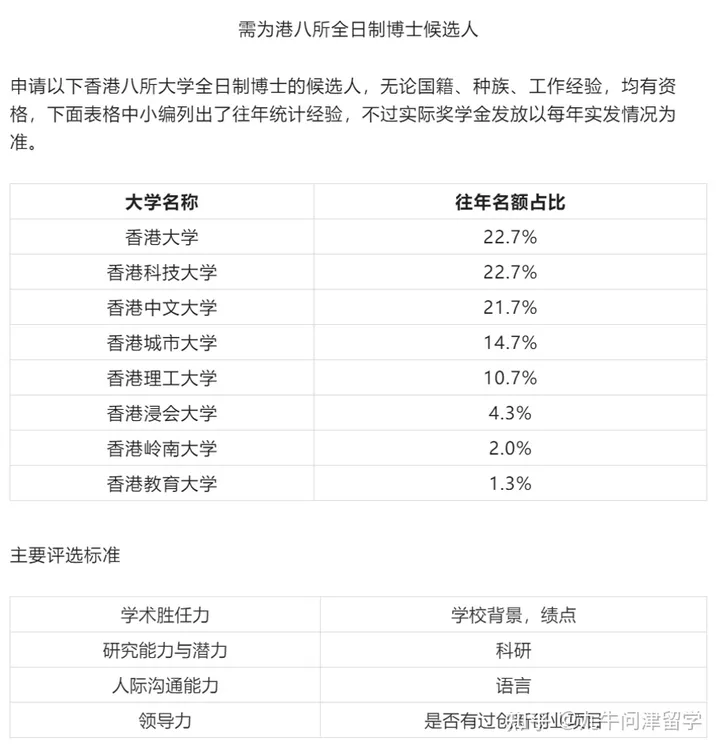 需为港八所全日制博士候选人
申请以下香港八所大学全日制博士的候选人，无论国籍、种族、工作经验，均有资
格，下面表格中小编列出了往年统计经验，不过实际奖学金发放以每年实发情况为
准。
大学名称 往年名额占比
香港大学 22.7%
香港科技大学 22.7%
香港中文大学 21.7%
香港城市大学 14.7%
香港理工大学 10.7%
香港浸会大学 4.3%
香港岭南大学 2.0%
香港教育大学 1.3%
主要评选标准
学术胜任力 学校背景，绩点
研究能力与潜力 科研
人际沟通能力 语言
领导力 是否有过创新创业项目
知乎 牛问津留学